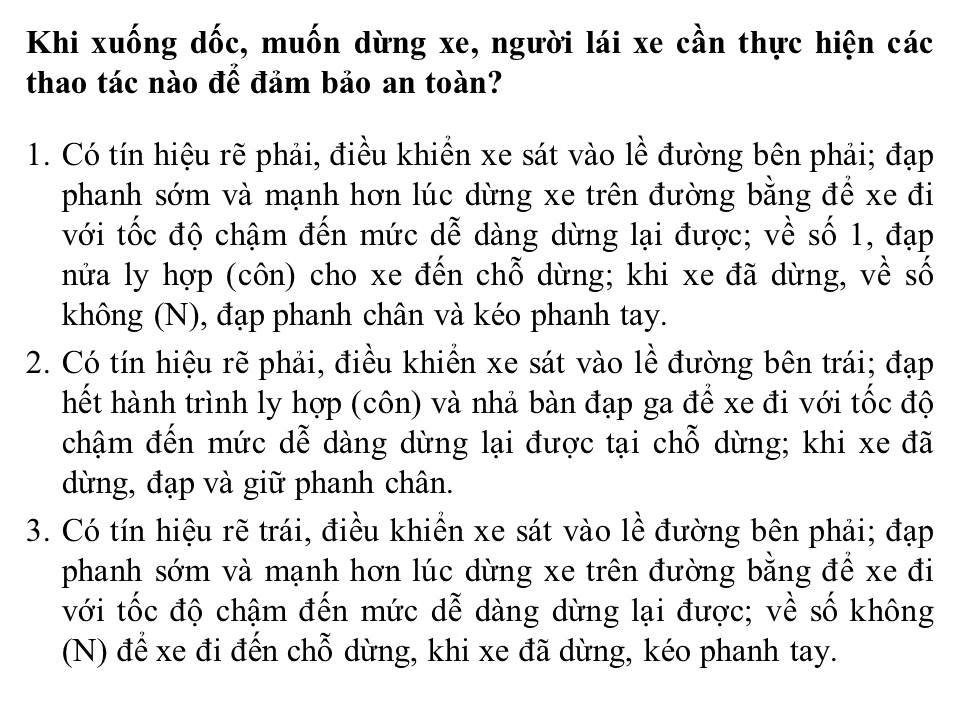 Khi xuống dốc, muốn dừng xe, người lái xe cần thực hiện các
thao tác nào để đảm bảo an toàn?
1. Có tín hiệu rẽ phải, điều khiển xe sát vào lề đường bên phải; đạp
phanh sớm và mạnh hơn lúc dừng xe trên đường bằng để xe đi
với tốc độ chậm đến mức dễ dàng dừng lại được; về số 1, đạp
nửa ly hợp (côn) cho xe đến chỗ dừng; khi xe đã dừng, về số
không (N), đạp phanh chân và kéo phanh tay.
2. Có tín hiệu rẽ phải, điều khiển xe sát vào lề đường bên trái; đạp
hết hành trình ly hợp (côn) và nhả bàn đạp ga để xe đi với tốc độ
chậm đến mức dễ dàng dừng lại được tại chỗ dừng; khi xe đã
dừng, đạp và giữ phanh chân.
3. Có tín hiệu rẽ trái, điều khiển xe sát vào lề đường bên phải; đạp
phanh sớm và mạnh hơn lúc dừng xe trên đường bằng để xe đi
với tốc độ chậm đến mức dễ dàng dừng lại được; về số không
(N) để xe đi đến chỗ dừng, khi xe đã dừng, kéo phanh tay.